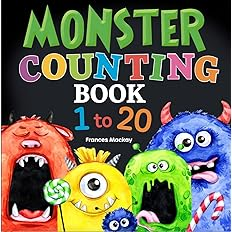 MONSTER
COUNTING
BOOK
1 to 20
Frances Mackay